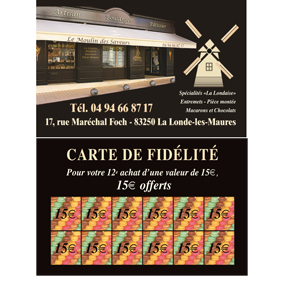 Le Moulin des Saveurs
Spécialités «La Londaise»
Entremets - Pièce montée
Macarons et Chocolats
Tél. 04 94 66 87 17
17, rue Maréchal Foch - 83250 La Londe-les-Maures
CARTE DE FIDÉLITÉ
Pour votre 12e achat d'une valeur de 15€,
15€ offerts
15€ 15€ 15€ 15€ 15€ 15€
15€ 15€ 15€ 15€ 15€ 15€